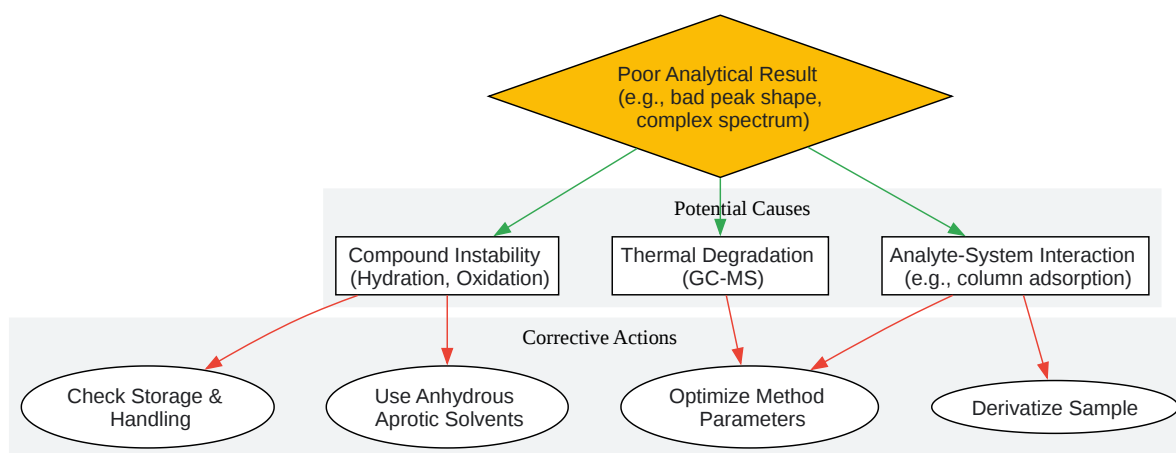 Poor Analytical Result
(e.g., bad peak shape,
complex spectrum)
Potential Causes
Compound Instability
(Hydration, Oxidation)
Thermal Degradation
(GC-MS)
Analyte-System Interaction
(e.g., column adsorption)
Corrective Actions
Check Storage &
Handling
Use Anhydrous
Aprotic Solvents
Optimize Method
Parameters
Derivatize Sample